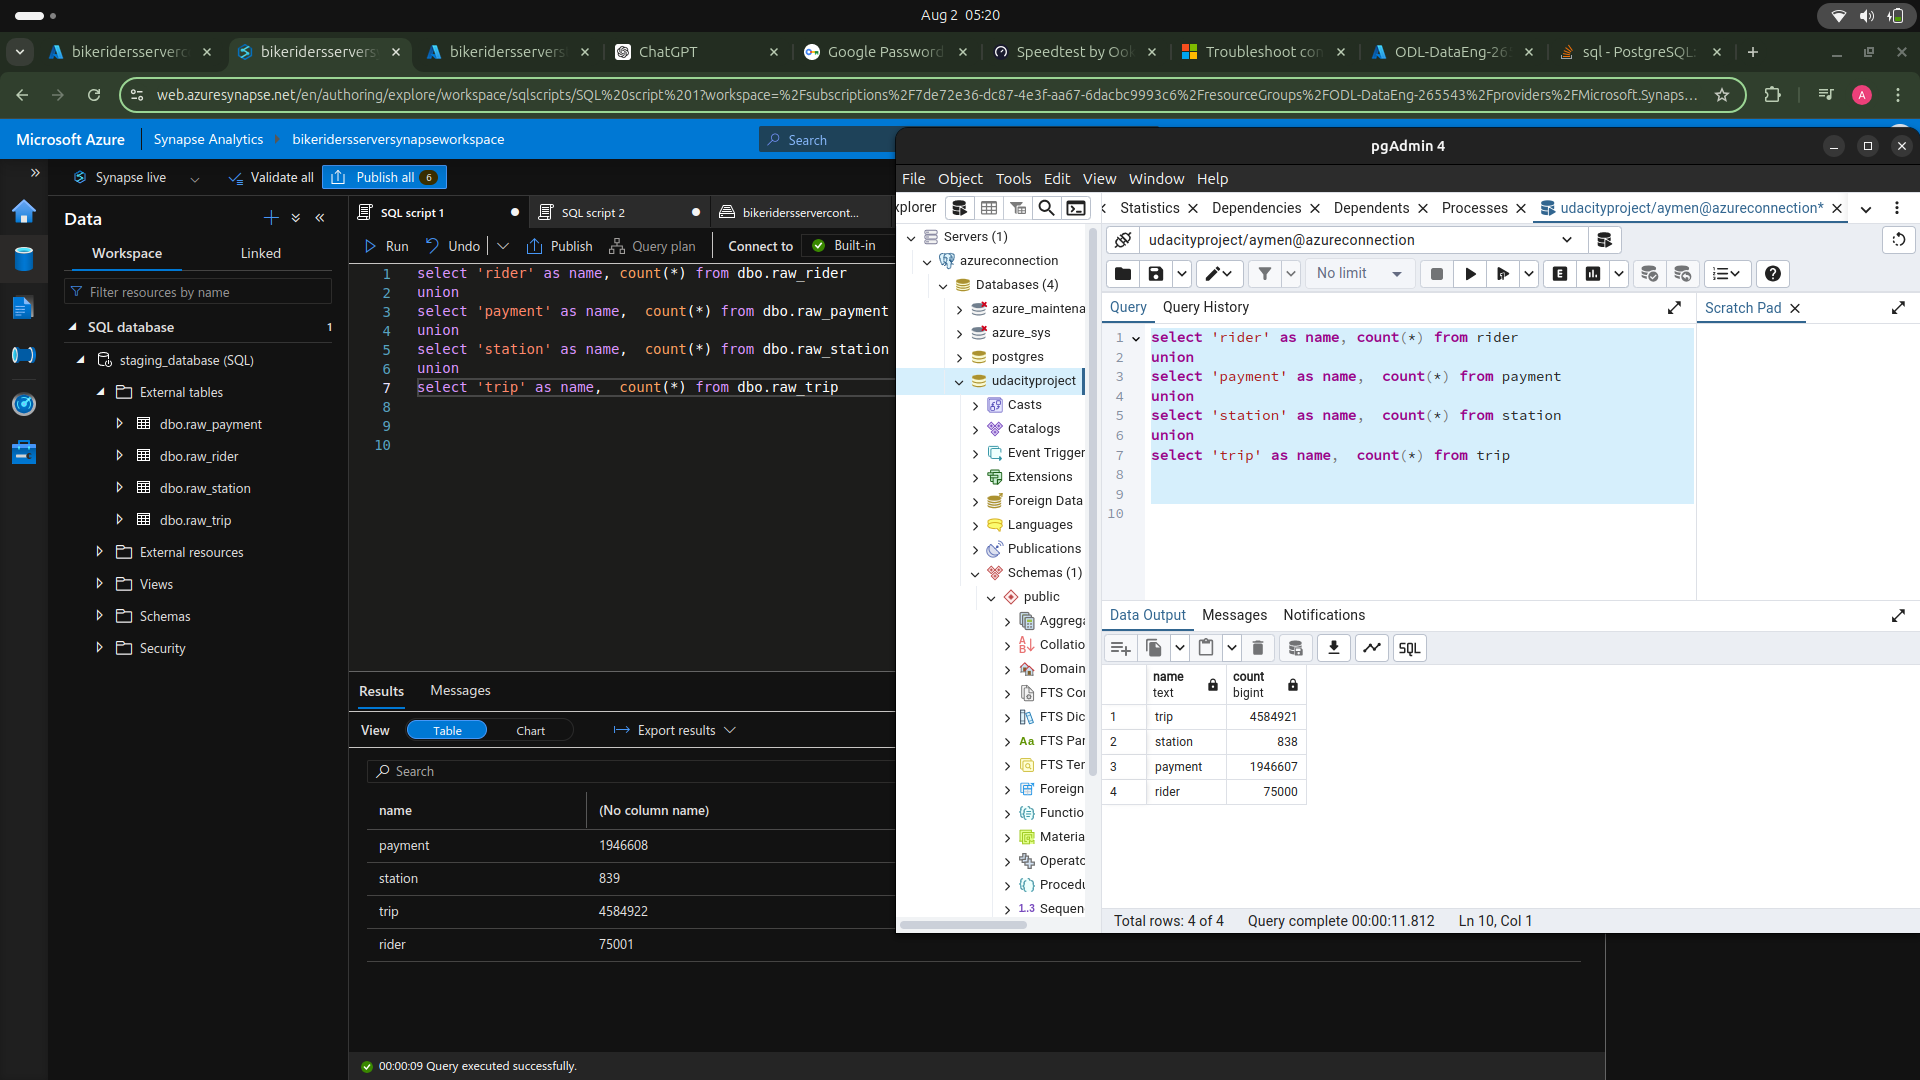 Aug 2 05:20
bikeridersserverc
bikeridersservers
bikeridersserverst
ChatGPT
Google Password
Speedtest by Ook
Troubleshoot con
ODL-DataEng-26
sql - PostgreSQL:
web.azuresynapse.net/en/authoring/explore/workspace/sqlscripts/SQL%20script%201?workspace=%2Fsubscriptions%2F7de72e36-dc87-4e3f-aa67-6dacbc9993c6%2FresourceGroups%2FODL-DataEng-265543%2Fproviders%2FMicrosoft.Synaps...
A
Microsoft Azure
Synapse Analytics
bikeridersserversynapseworkspace
Search
Synapse live
Validate all
Publish all 6
Data
Workspace
Linked
Filter resources by name
SQL database 1
staging_database (SQL)
External tables
dbo.raw_payment
dbo.raw_rider
dbo.raw_station
dbo.raw_trip
External resources
Views
Schemas
Security
SQL script 1
SQL script 2
bikeridersservercont...
Run
Undo
Publish
Query plan
Connect to
Built-in
1 select 'rider' as name, count(*) from dbo.raw_rider
2 union
3 select 'payment' as name,  count(*) from dbo.raw_payment
4 union
5 select 'station' as name,  count(*) from dbo.raw_station
6 union
7 select 'trip' as name,  count(*) from dbo.raw_trip
8
9
10
Results
Messages
View
Table
Chart
Export results
Search
name (No column name)
payment 1946608
station 839
trip 4584922
rider 75001
00:00:09 Query executed successfully.
pgAdmin 4
File Object Tools Edit View Window Help
xplorer
Statistics
Dependencies
Dependents
Processes
udacityproject/aymen@azureconnection*
Servers (1)
azureconnection
Databases (4)
azure_maintena
azure_sys
postgres
udacityproject
Casts
Catalogs
Event Trigger
Extensions
Foreign Data
Languages
Publications
Schemas (1)
public
Aggrega
Collatio
Domain
FTS Cor
FTS Dic
FTS Par
FTS Ter
Foreign
Functio
Materia
Operato
Procedu
Sequen
udacityproject/aymen@azureconnection
No limit
Query
Query History
Scratch Pad
1 select 'rider' as name, count(*) from rider
2 union
3 select 'payment' as name,  count(*) from payment
4 union
5 select 'station' as name,  count(*) from station
6 union
7 select 'trip' as name,  count(*) from trip
8
9
10
Data Output
Messages
Notifications
SQL
name text
count bigint
1 trip 4584921
2 station 838
3 payment 1946607
4 rider 75000
Total rows: 4 of 4
Query complete 00:00:11.812
Ln 10, Col 1